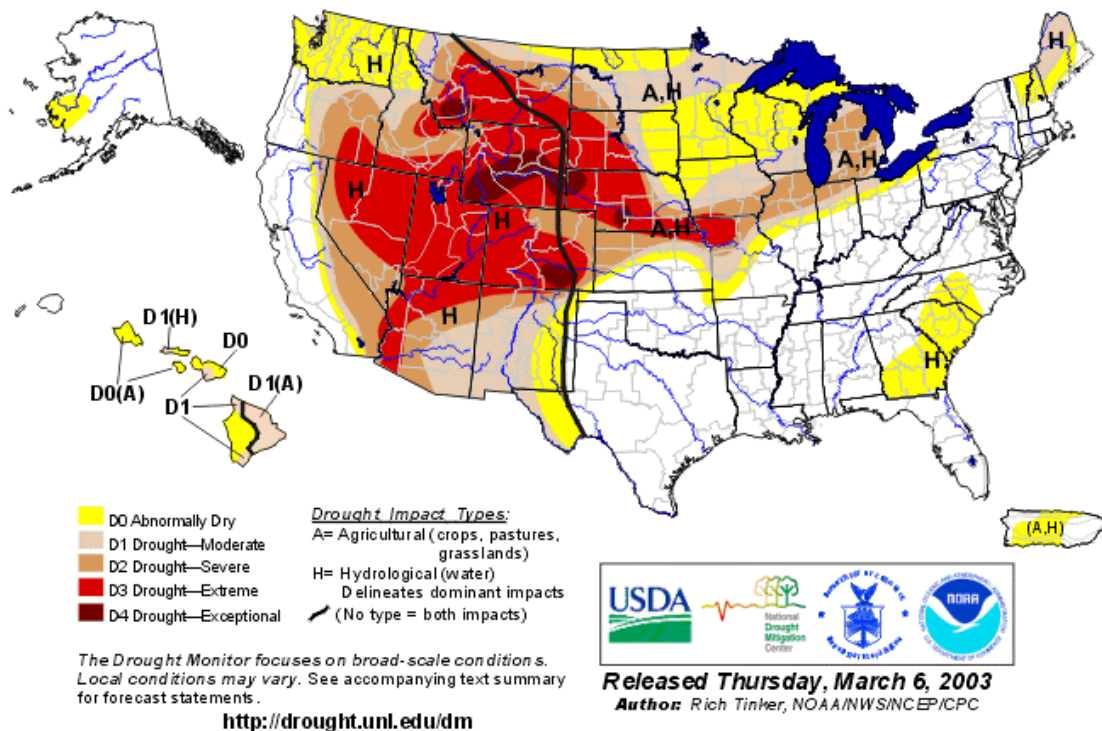 H
H
A,H
A,H
H
H
A,H
H
H
(A,H)
D1(H)
D0
D0(A)
D1(A)
D1
D0 Abnormally Dry
D1 Drought—Moderate
D2 Drought—Severe
D3 Drought—Extreme
D4 Drought—Exceptional
Drought Impact Types:
A= Agricultural (crops, pastures,
grasslands)
H= Hydrological (water)
Delineates dominant impacts
(No type = both impacts)
The Drought Monitor focuses on broad-scale conditions.
Local conditions may vary. See accompanying text summary
for forecast statements.
http://drought.unl.edu/dm
USDA
National
Drought
Mitigation
Center
NOAA
Released Thursday, March 6, 2003
Author: Rich Tinker, NOAA/NWS/NCEP/CPC